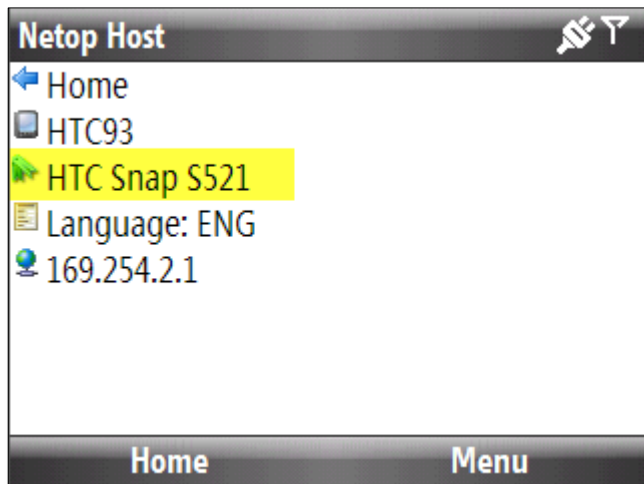 Netop Host
Home
HTC93
HTC Snap S521
Language: ENG
169.254.2.1
Home Menu